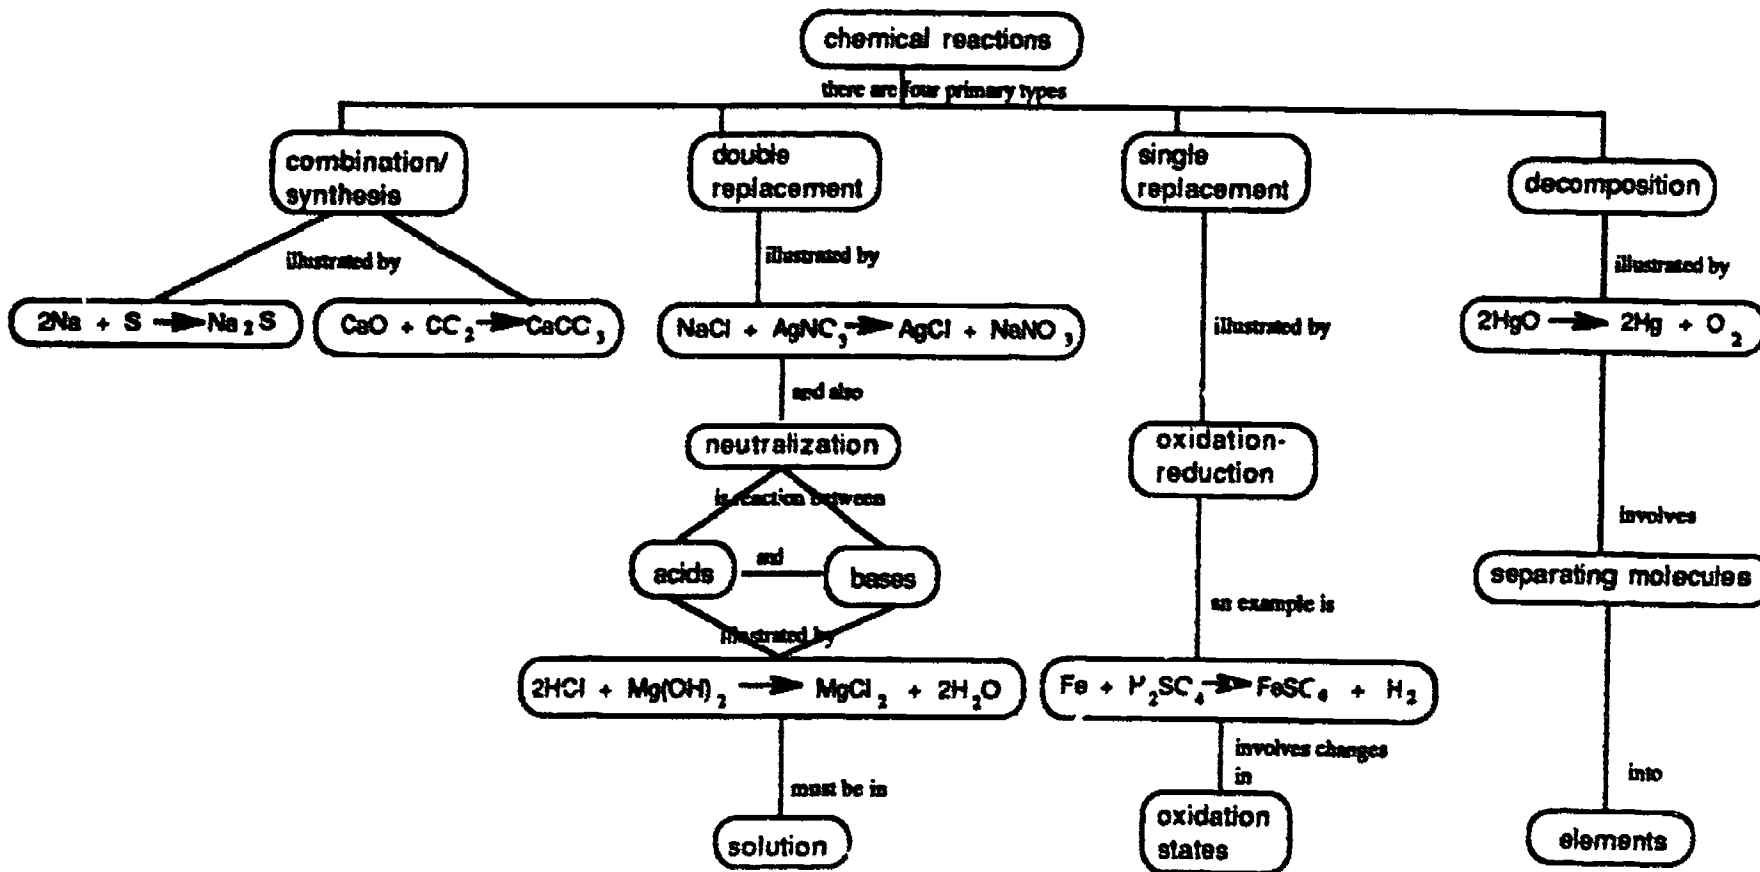 chemical reactions
there are four primary types
combination/
synthesis
double
replacement
single
replacement
decomposition
illustrated by
illustrated by
illustrated by
illustrated by
2Na + S → Na₂S
CaO + CC₂ → CaCC₃
NaCl + AgNC₃ → AgCl + NaNO₃
2HgO → 2Hg + O₂
and also
neutralization
oxidation-
reduction
is reaction between
involves
acids
and
bases
separating molecules
an example is
illustrated by
2HCl + Mg(OH)₂ → MgCl₂ + 2H₂O
Fe + H₂SC₄ → FeSC₄ + H₂
involves changes
in
must be in
into
solution
oxidation
states
elements